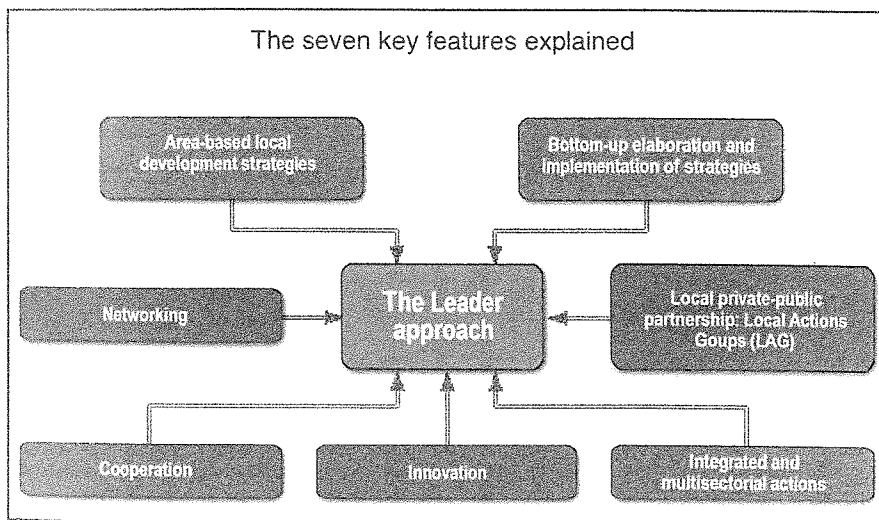 The seven key features explained
Area-based local
development strategies
Bottom-up elaboration and
implementation of strategies
Networking
The Leader
approach
Local private-public
partnership: Local Actions
Goups (LAG)
Cooperation
Innovation
Integrated and
multisectorial actions